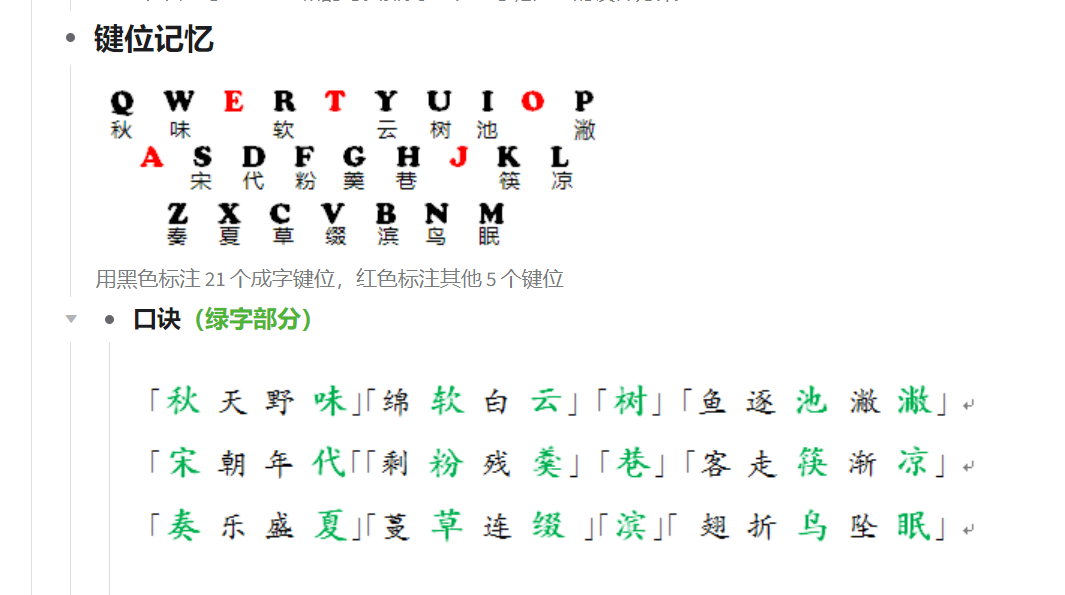 键位记忆
Q W E R T Y U I O P
秋 味 软 云 树 池 潎
A S D F G H J K L
宋 代 粉 羹 巷 筷 凉
Z X C V B N M
奏 夏 草 缀 滨 鸟 眠
用黑色标注 21 个成字键位，红色标注其他 5 个键位
口诀（绿字部分）
「秋 天 野 味」「绵 软 白 云」「树」「鱼 逐 池 潎 潎」↵
「宋 朝 年 代「「剩 粉 残 羹」「巷」「客 走 筷 渐 凉」↵
「奏 乐 盛 夏」「蔓 草 连 缀 」「滨」「 翅 折 鸟 坠 眠」↵